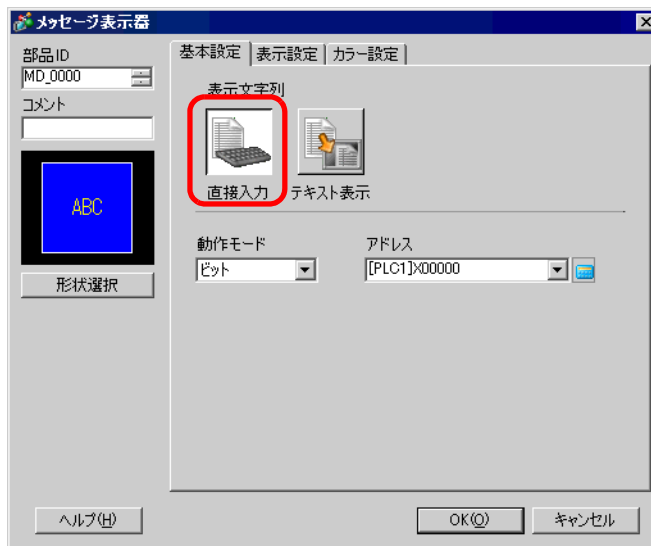 メッセージ表示器
部品ID
MD_0000
コメント
ABC
形状選択
基本設定 表示設定 カラー設定
表示文字列
直接入力 テキスト表示
動作モード アドレス
ビット [PLC1]X00000
ヘルプ(H) OK(O) キャンセル